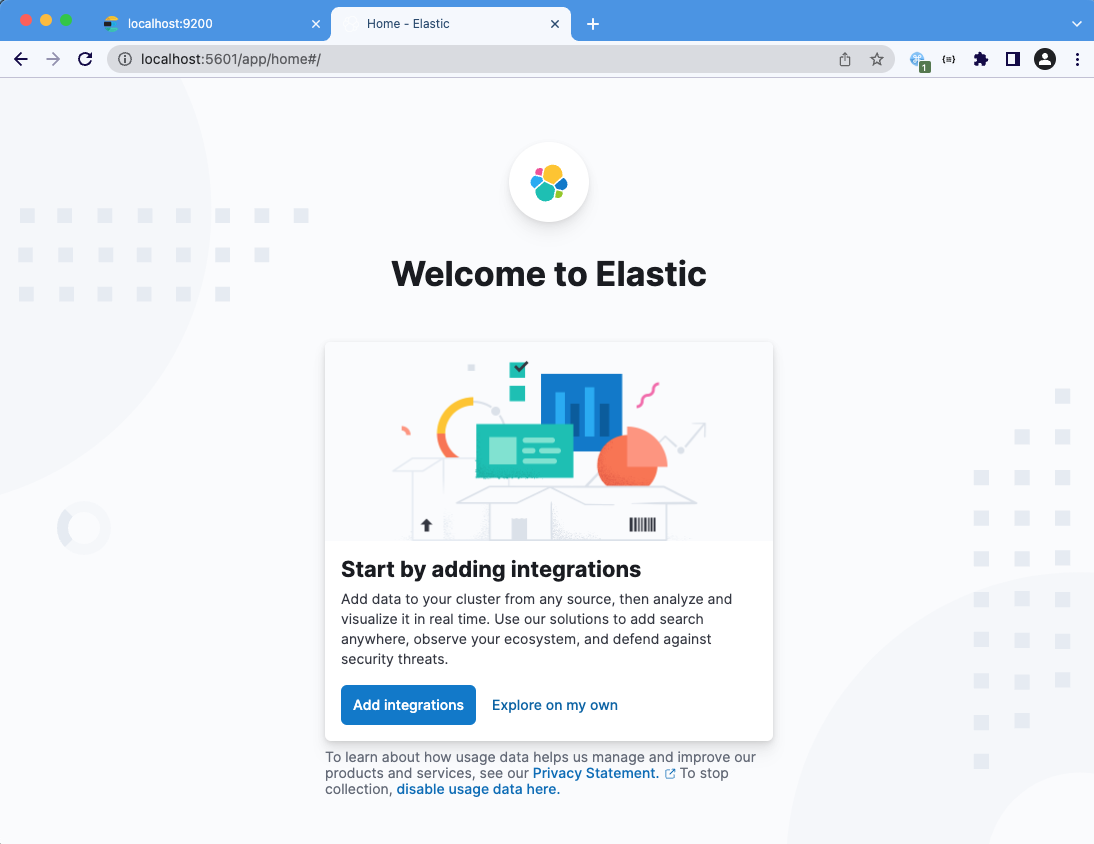 localhost:9200
Home - Elastic
localhost:5601/app/home#/
1
Welcome to Elastic
Start by adding integrations
Add data to your cluster from any source, then analyze and
visualize it in real time. Use our solutions to add search
anywhere, observe your ecosystem, and defend against
security threats.
Add integrations
Explore on my own
To learn about how usage data helps us manage and improve our
products and services, see our Privacy Statement. To stop
collection, disable usage data here.